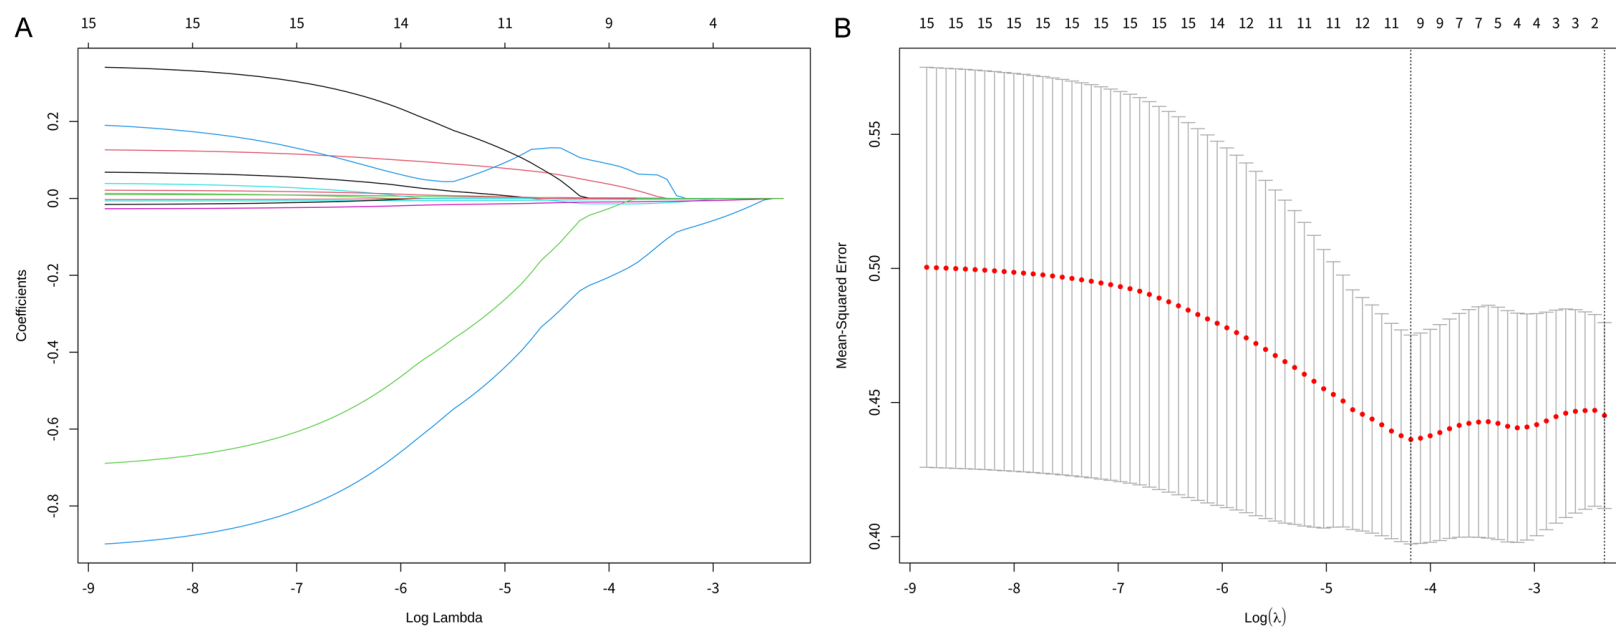 A
15 15 15 14 11 9 4
Coefficients
0.2
0.0
-0.2
-0.4
-0.6
-0.8
-9 -8 -7 -6 -5 -4 -3
Log Lambda
B
15 15 15 15 15 15 15 15 15 15 14 12 11 11 11 12 11 9 9 7 7 5 4 4 3 3 2
Mean-Squared Error
0.55
0.50
0.45
0.40
-9 -8 -7 -6 -5 -4 -3
Log(λ)